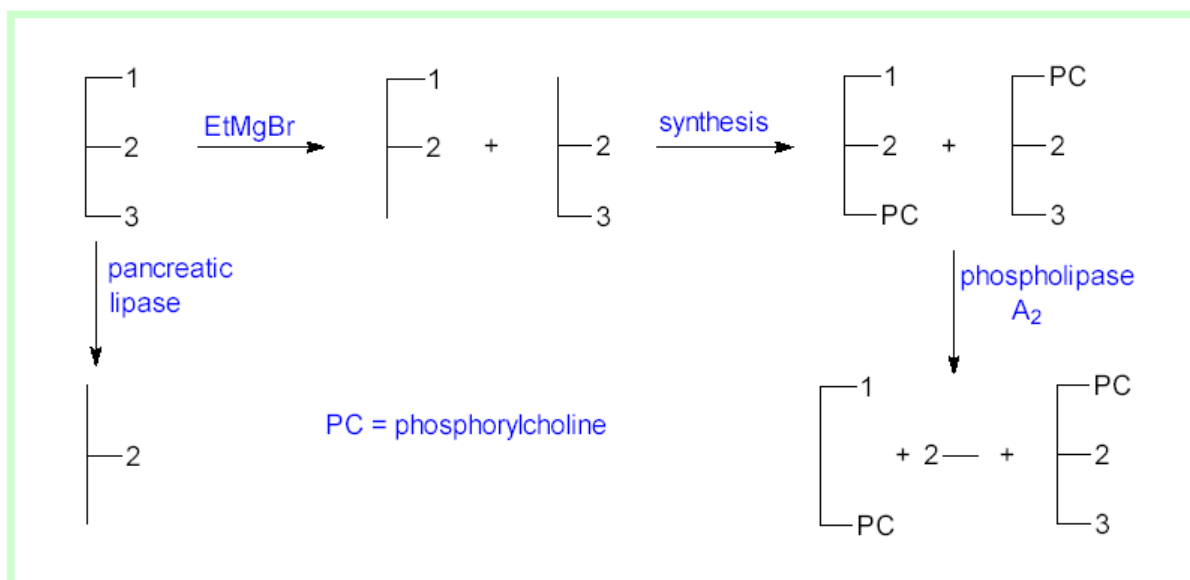 1
2
3
EtMgBr
1
2
+
2
3
synthesis
1
2
PC
+
PC
2
3
pancreatic
lipase
2
PC = phosphorylcholine
phospholipase
A₂
1
PC
+ 2 +
PC
2
3